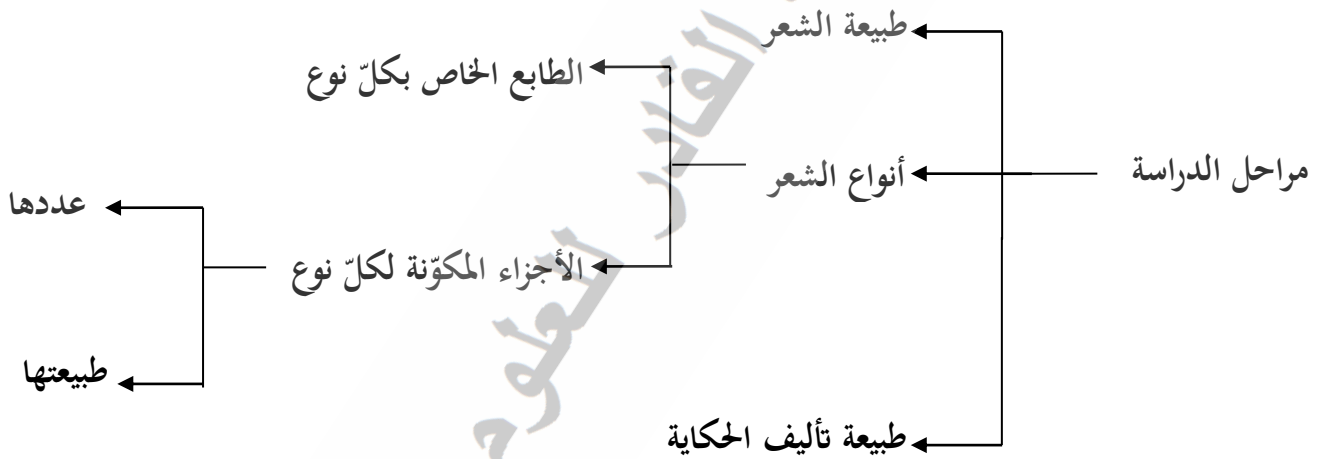 مراحل الدراسة
طبيعة الشعر
أنواع الشعر
الطابع الخاص بكلّ نوع
الأجزاء المكوّنة لكلّ نوع
عددها
طبيعتها
طبيعة تأليف الحكاية